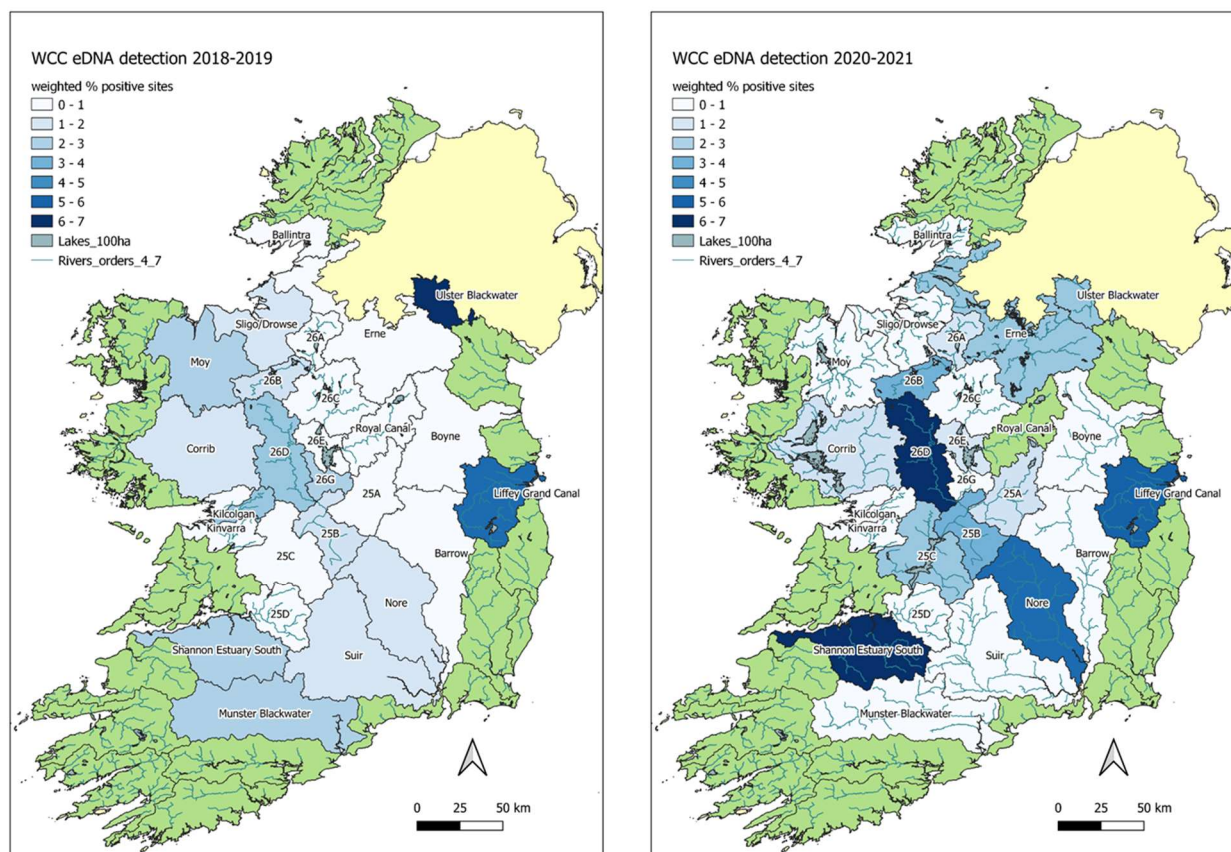 WCC eDNA detection 2018-2019
weighted % positive sites
0 - 1
1 - 2
2 - 3
3 - 4
4 - 5
5 - 6
6 - 7
Lakes_100ha
Rivers_orders_4_7
Ballintra
Ulster Blackwater
Sligo/Drowse
Erne
26A
Moy
26B
26C
Royal Canal
Boyne
Corrib
26E
26D
26G
25A
Liffey Grand Canal
Kilcolgan
Kinvarra
25B
25C
Barrow
Nore
25D
Shannon Estuary South
Suir
Munster Blackwater
0 25 50 km
WCC eDNA detection 2020-2021
weighted % positive sites
0 - 1
1 - 2
2 - 3
3 - 4
4 - 5
5 - 6
6 - 7
Lakes_100ha
Rivers_orders_4_7
Ballintra
Ulster Blackwater
Sligo/Drowse
Erne
26A
Moy
26B
26C
Royal Canal
Boyne
Corrib
26E
26D
26G
25A
Liffey Grand Canal
Kilcolgan
Kinvarra
25B
25C
Barrow
Nore
25D
Shannon Estuary South
Suir
Munster Blackwater
0 25 50 km